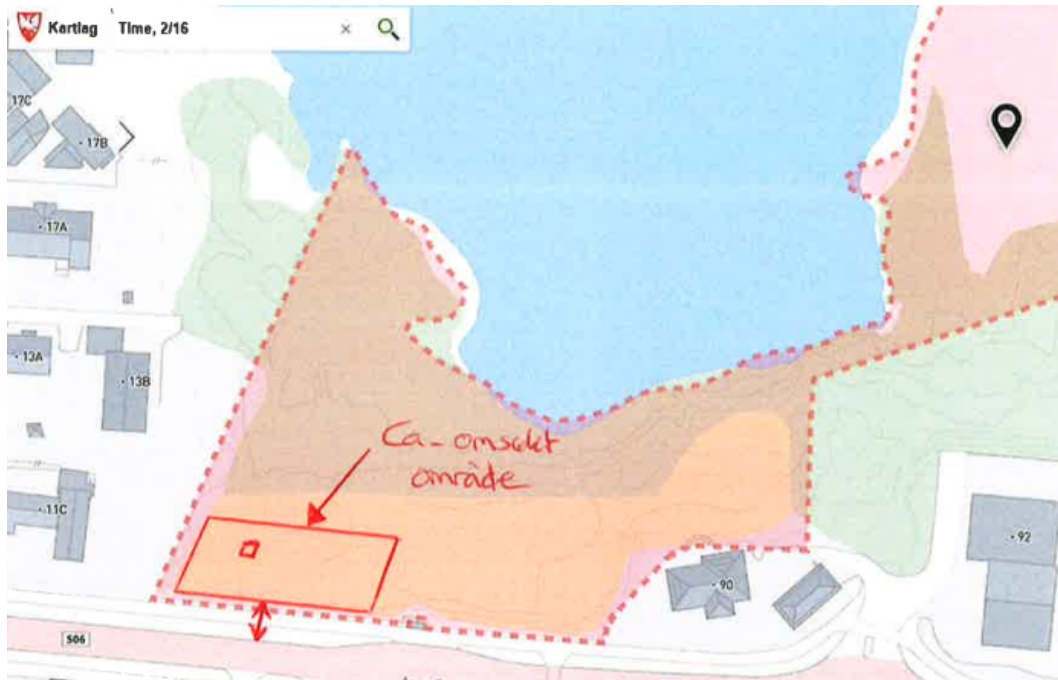 Kartlag Time, 2/16 ×
17C
17B
17A
13A
13B
Ca-omsøkt
område
11C
92
90
506